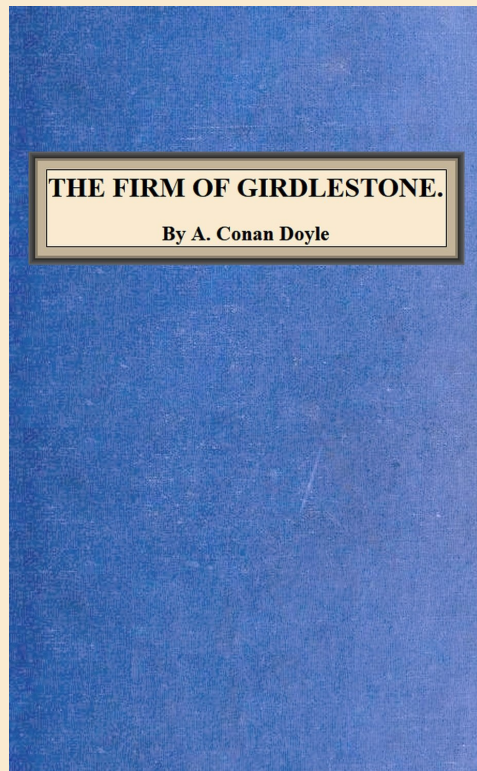 THE FIRM OF GIRDLESTONE.
By A. Conan Doyle